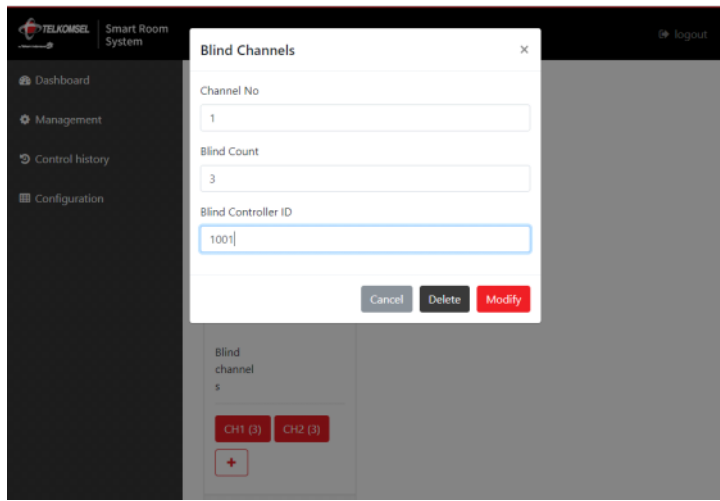 TELKOMSEL
Smart Room
System
logout
Dashboard
Management
Control history
Configuration
Blind Channels
×
Channel No
1
Blind Count
3
Blind Controller ID
1001
Cancel
Delete
Modify
Blind
channel
s
CH1 (3)
CH2 (3)
+